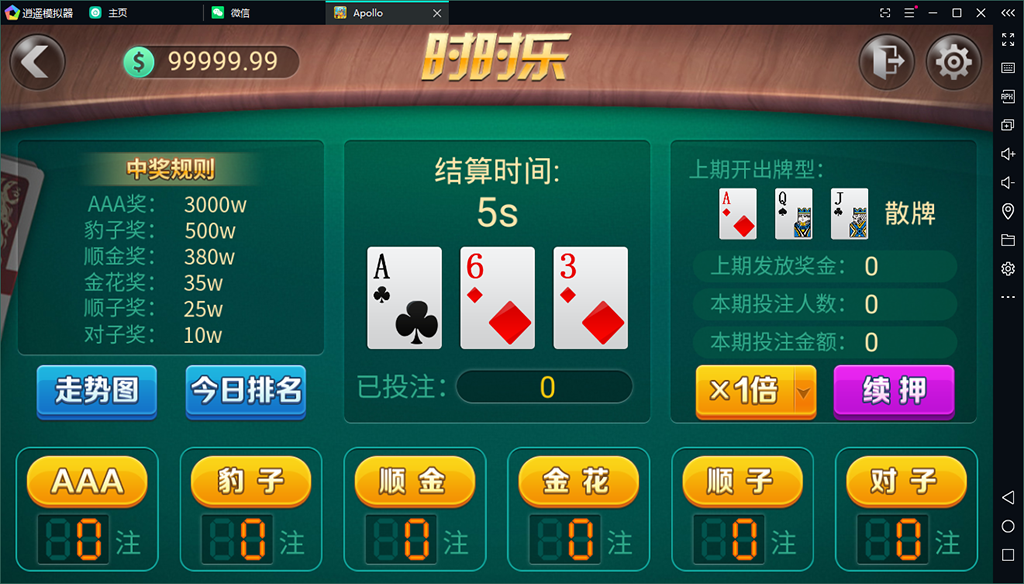 逍遥模拟器 主页 微信 Apollo
$ 99999.99
时时乐
中奖规则
AAA奖： 3000w
豹子奖： 500w
顺金奖： 380w
金花奖： 35w
顺子奖： 25w
对子奖： 10w
走势图 今日排名
结算时间:
5s
A 6 3
已投注： 0
上期开出牌型：
A Q J 散牌
上期发放奖金： 0
本期投注人数： 0
本期投注金额： 0
×1倍 续押
AAA 豹子 顺金 金花 顺子 对子
0注 0注 0注 0注 0注 0注
APK